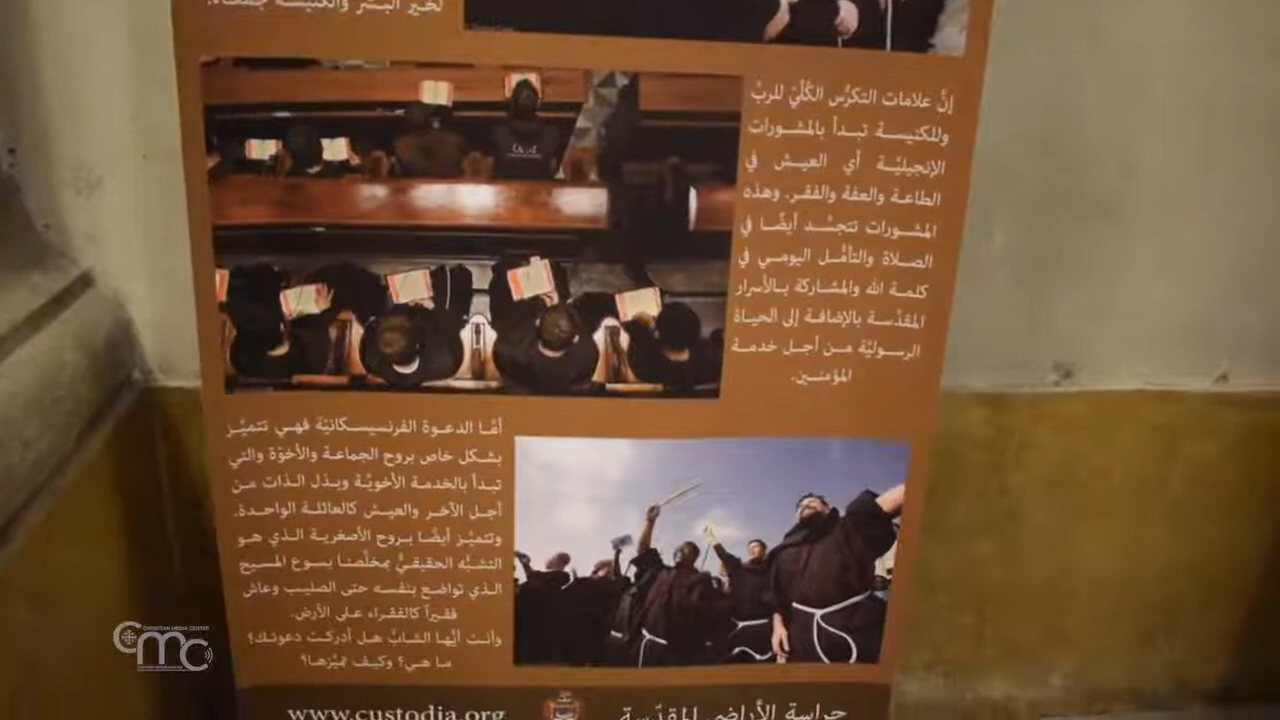 لخير البشر والكنيسة جمعاء.
إنَّ علامات التكرُّس الكُلّيّ للربّ
وللكنيسة تبدأ بالمشورات
الإنجيليَّة أي العيش في
الطاعة والعفة والفقر. وهذه
المشورات تتجسَّد أيضًا في
الصلاة والتأمُّل اليومي في
كلمة الله والمشاركة بالأسرار
المقدَّسة بالإضافة إلى الحياة
الرسوليَّة من أجل خدمة
المؤمنين.
أمَّا الدعوة الفرنسيسكانيّة فهي تتميَّز
بشكل خاص بروح الجماعة والأخوّة والتي
تبدأ بالخدمة الأخويَّة وبذل الذات من
أجل الآخر والعيش كالعائلة الواحدة.
وتتميَّز أيضًا بروح الأصغرية الذي هو
التشبُّه الحقيقيُّ بمخلّصنا يسوع المسيح
الذي تواضع بنفسه حتى الصليب وعاش
فقيراً كالفقراء على الأرض.
وأنت أيُّها الشابّ هل أدركت دعوتك؟
ما هي؟ وكيف تميّزها؟
www.custodia.org
حراسة الأراضي المقدّسة
CHRISTIAN MEDIA CENTER
CMC